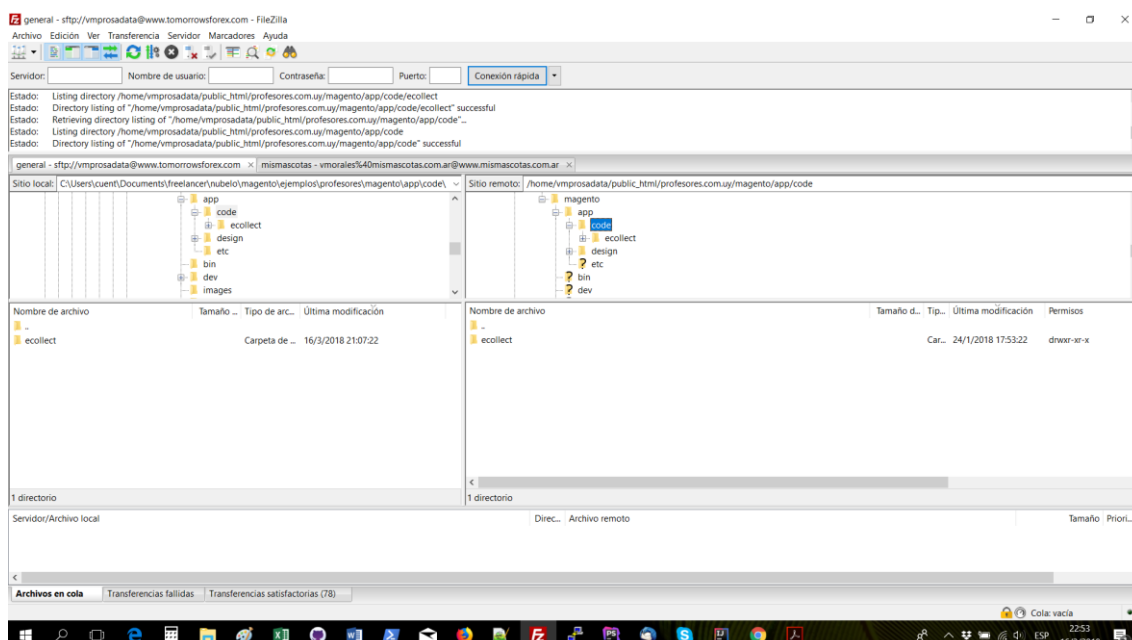 general - sftp://vmprosadata@www.tomorrowsforex.com - FileZilla
Archivo Edición Ver Transferencia Servidor Marcadores Ayuda
Servidor: Nombre de usuario: Contraseña: Puerto: Conexión rápida
Estado: Listing directory /home/vmprosadata/public_html/profesores.com.uy/magento/app/code/ecollect
Estado: Directory listing of "/home/vmprosadata/public_html/profesores.com.uy/magento/app/code/ecollect" successful
Estado: Retrieving directory listing of "/home/vmprosadata/public_html/profesores.com.uy/magento/app/code"...
Estado: Listing directory /home/vmprosadata/public_html/profesores.com.uy/magento/app/code
Estado: Directory listing of "/home/vmprosadata/public_html/profesores.com.uy/magento/app/code" successful
general - sftp://vmprosadata@www.tomorrowsforex.com × mismascotas - vmorales%40mismascotas.com.ar@www.mismascotas.com.ar ×
Sitio local: C:\Users\cuent\Documents\freelancer\nubelo\magento\ejemplos\profesores\magento\app\code\
app
code
ecollect
design
etc
bin
dev
images
Sitio remoto: /home/vmprosadata/public_html/profesores.com.uy/magento/app/code
magento
app
code
ecollect
design
etc
bin
dev
Nombre de archivo Tamaño ... Tipo de arc... Última modificación
..
ecollect Carpeta de ... 16/3/2018 21:07:22
1 directorio
Nombre de archivo Tamaño d... Tip... Última modificación Permisos
..
ecollect Car... 24/1/2018 17:53:22 drwxr-xr-x
1 directorio
Servidor/Archivo local Direc... Archivo remoto Tamaño Priori...
Archivos en cola Transferencias fallidas Transferencias satisfactorias (78)
Cola: vacía
ESP 22:53